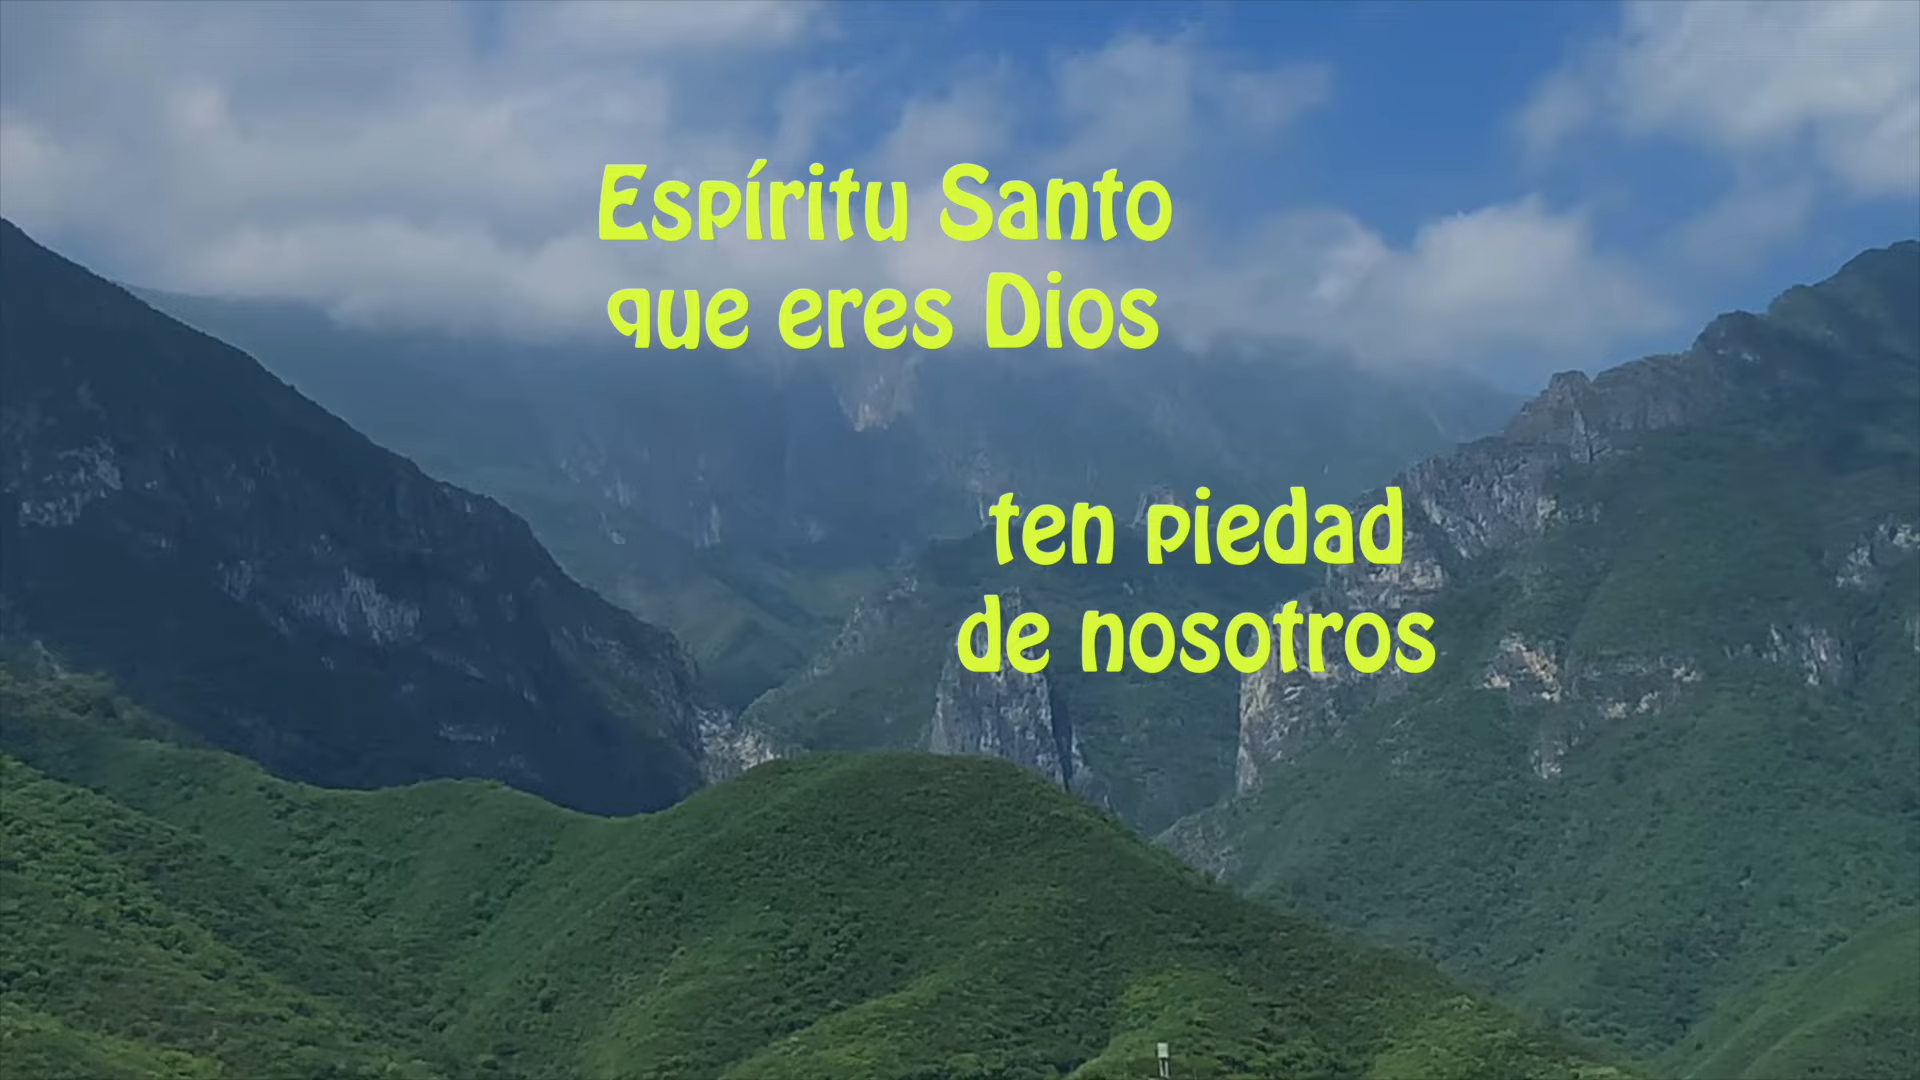 Espíritu Santo
que eres Dios
ten piedad
de nosotros